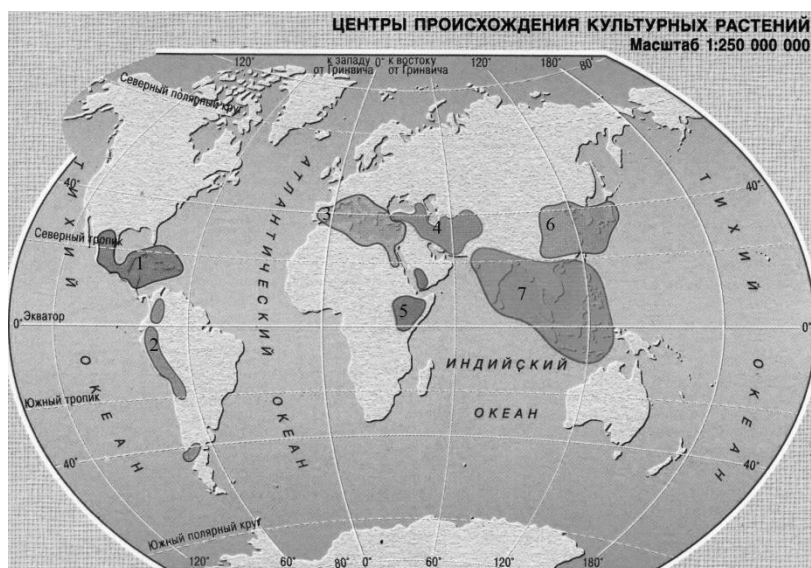 ЦЕНТРЫ ПРОИСХОЖДЕНИЯ КУЛЬТУРНЫХ РАСТЕНИЙ
Масштаб 1:250 000 000
120° к западу 0° к востоку 120° 180° 80°
от Гринвича от Гринвича
Северный полярный круг
ТИХИЙ
ОКЕАН
АТЛАНТИЧЕСКИЙ
ОКЕАН
ТИХИЙ
ОКЕАН
40° 40°
3
4
6
Северный тропик
1
7
5
0° Экватор 0°
2
ИНДИЙСКИЙ
ОКЕАН
Южный тропик
40° 40°
Южный полярный круг
120° 60° 80° 0° 60° 120° 180°